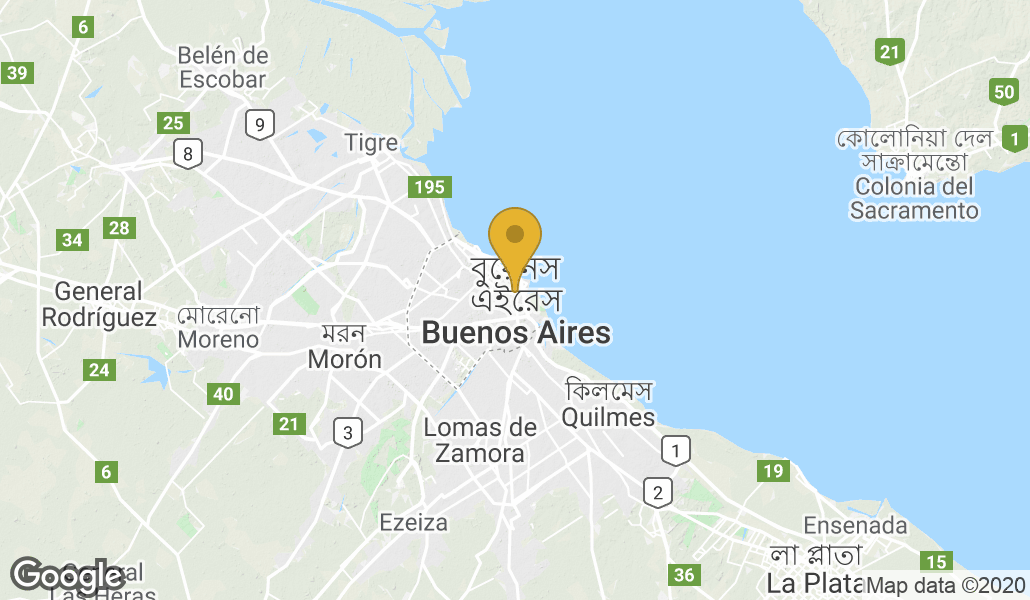 6
Belén de
Escobar
21
39
50
25
9
8
Tigre
কোলোনিয়া দেল
সাক্রামেন্তো
Colonia del
Sacramento
1
195
28
34
বুয়েনস
এইরেস
Buenos Aires
General
Rodríguez
মোরেনো
Moreno
মরন
Morón
24
40
কিলমেস
Quilmes
21
3
Lomas de
Zamora
1
6
19
2
Ezeiza
Ensenada
লা প্লাতা
La Plata
15
36
General
Las Heras
Google
Map data ©2020